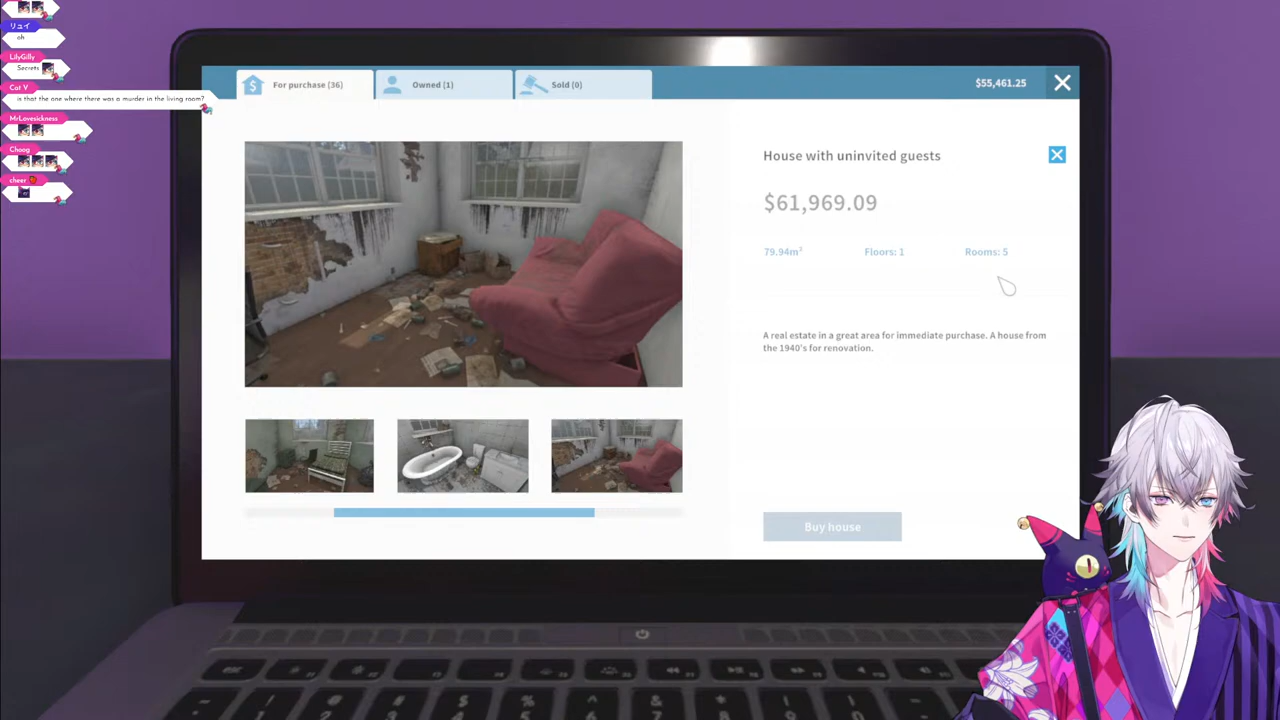 リュイ
oh
LilyGilly
Secrets
Cat V
is that the one where there was a murder in the living room?
MrLovesickness
Choog
cheer
For purchase (36)
Owned (1)
Sold (0)
$55,461.25
House with uninvited guests
$61,969.09
79.94m²
Floors: 1
Rooms: 5
A real estate in a great area for immediate purchase. A house from
the 1940's for renovation.
Buy house